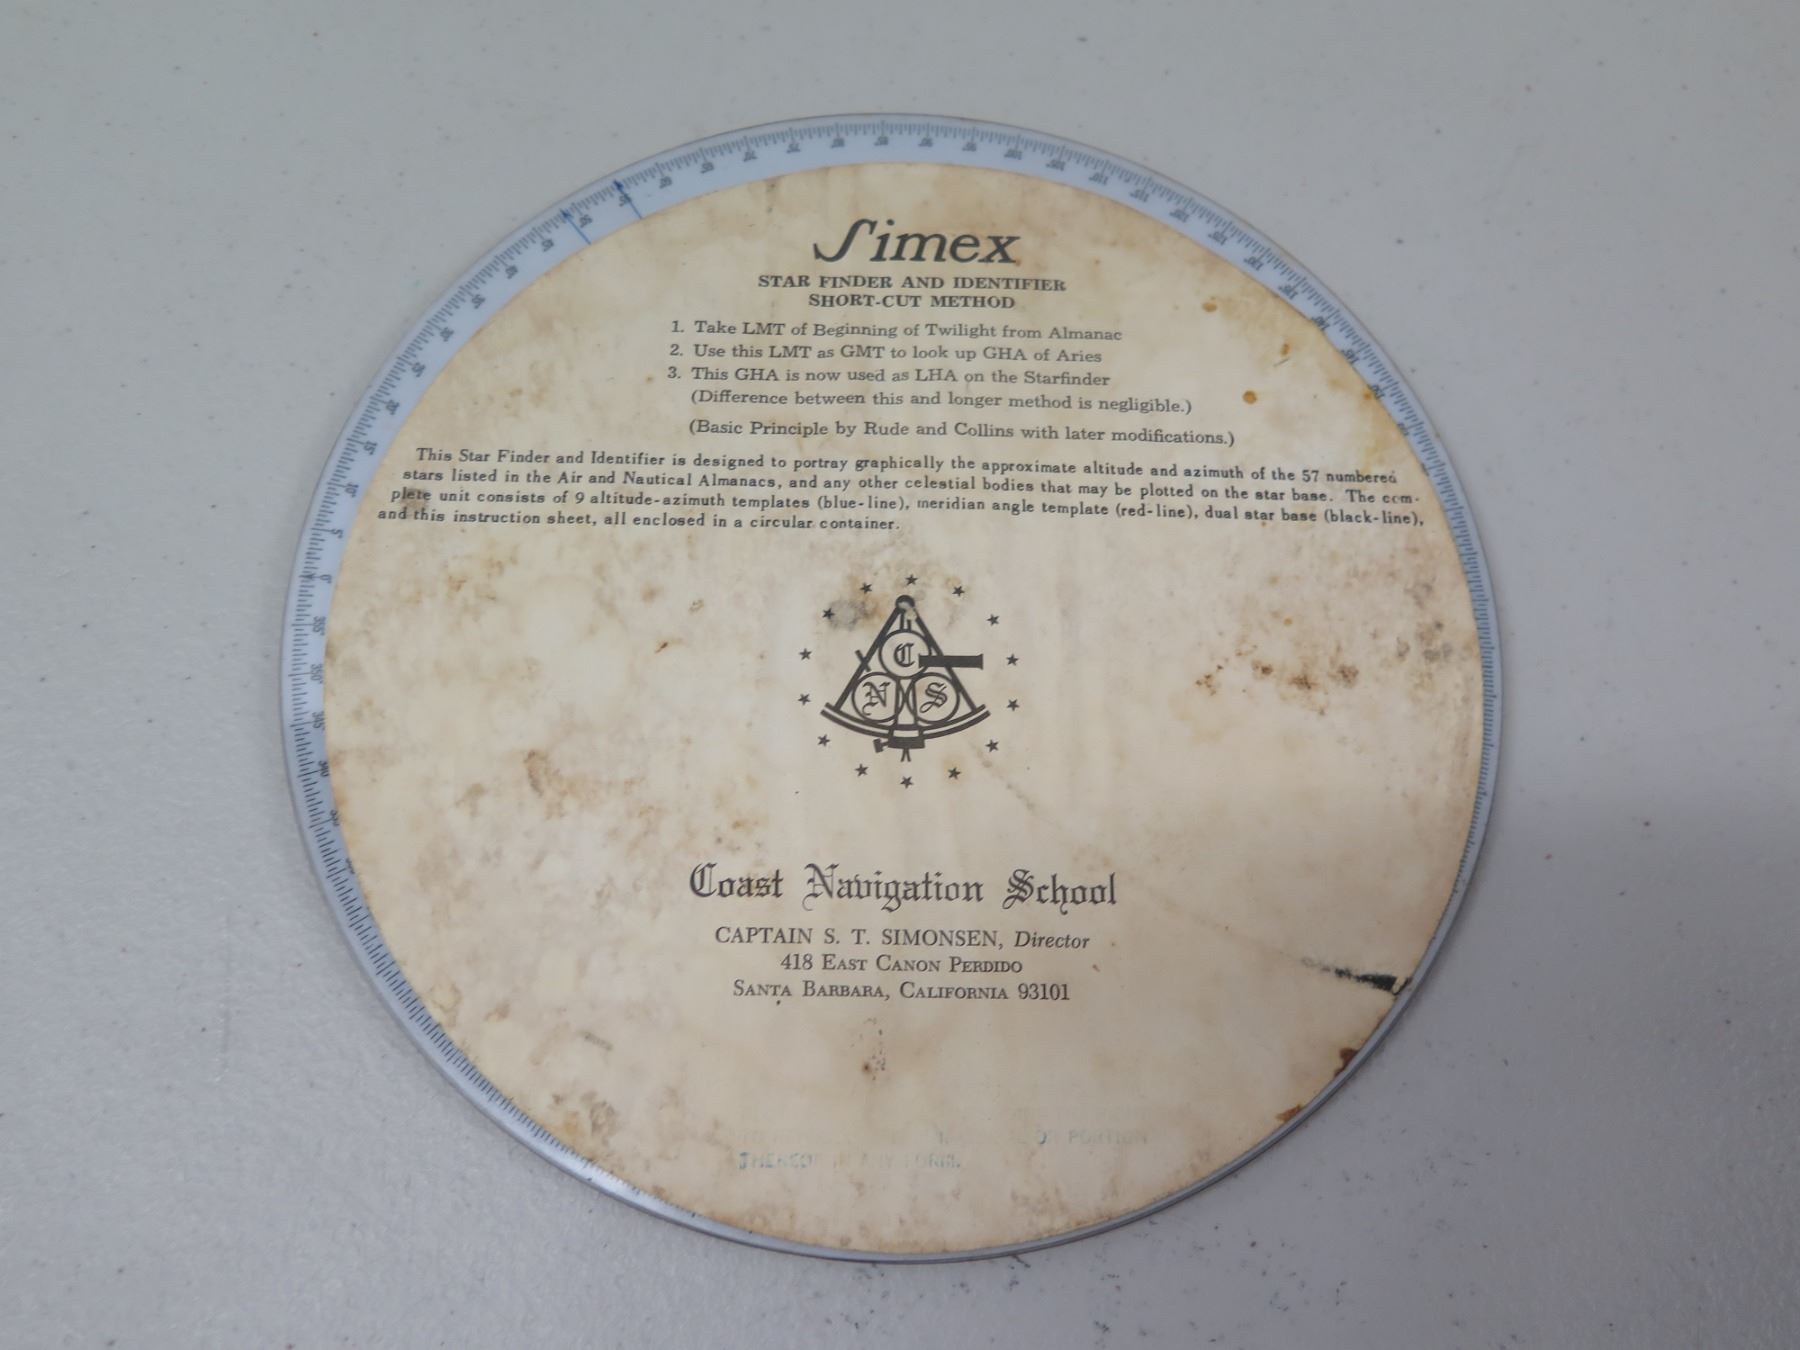 Simex
STAR FINDER AND IDENTIFIER
SHORT-CUT METHOD
1. Take LMT of Beginning of Twilight from Almanac
2. Use this LMT as GMT to look up GHA of Aries
3. This GHA is now used as LHA on the Starfinder
(Difference between this and longer method is negligible.)
(Basic Principle by Rude and Collins with later modifications.)
This Star Finder and Identifier is designed to portray graphically the approximate altitude and azimuth of the 57 numbered
stars listed in the Air and Nautical Almanacs, and any other celestial bodies that may be plotted on the star base. The com-
plete unit consists of 9 altitude-azimuth templates (blue-line), meridian angle template (red-line), dual star base (black-line),
and this instruction sheet, all enclosed in a circular container.
C
N S
Coast Navigation School
CAPTAIN S. T. SIMONSEN, Director
418 EAST CANON PERDIDO
SANTA BARBARA, CALIFORNIA 93101
OR PORTION
THEREOF IN ANY FORM.